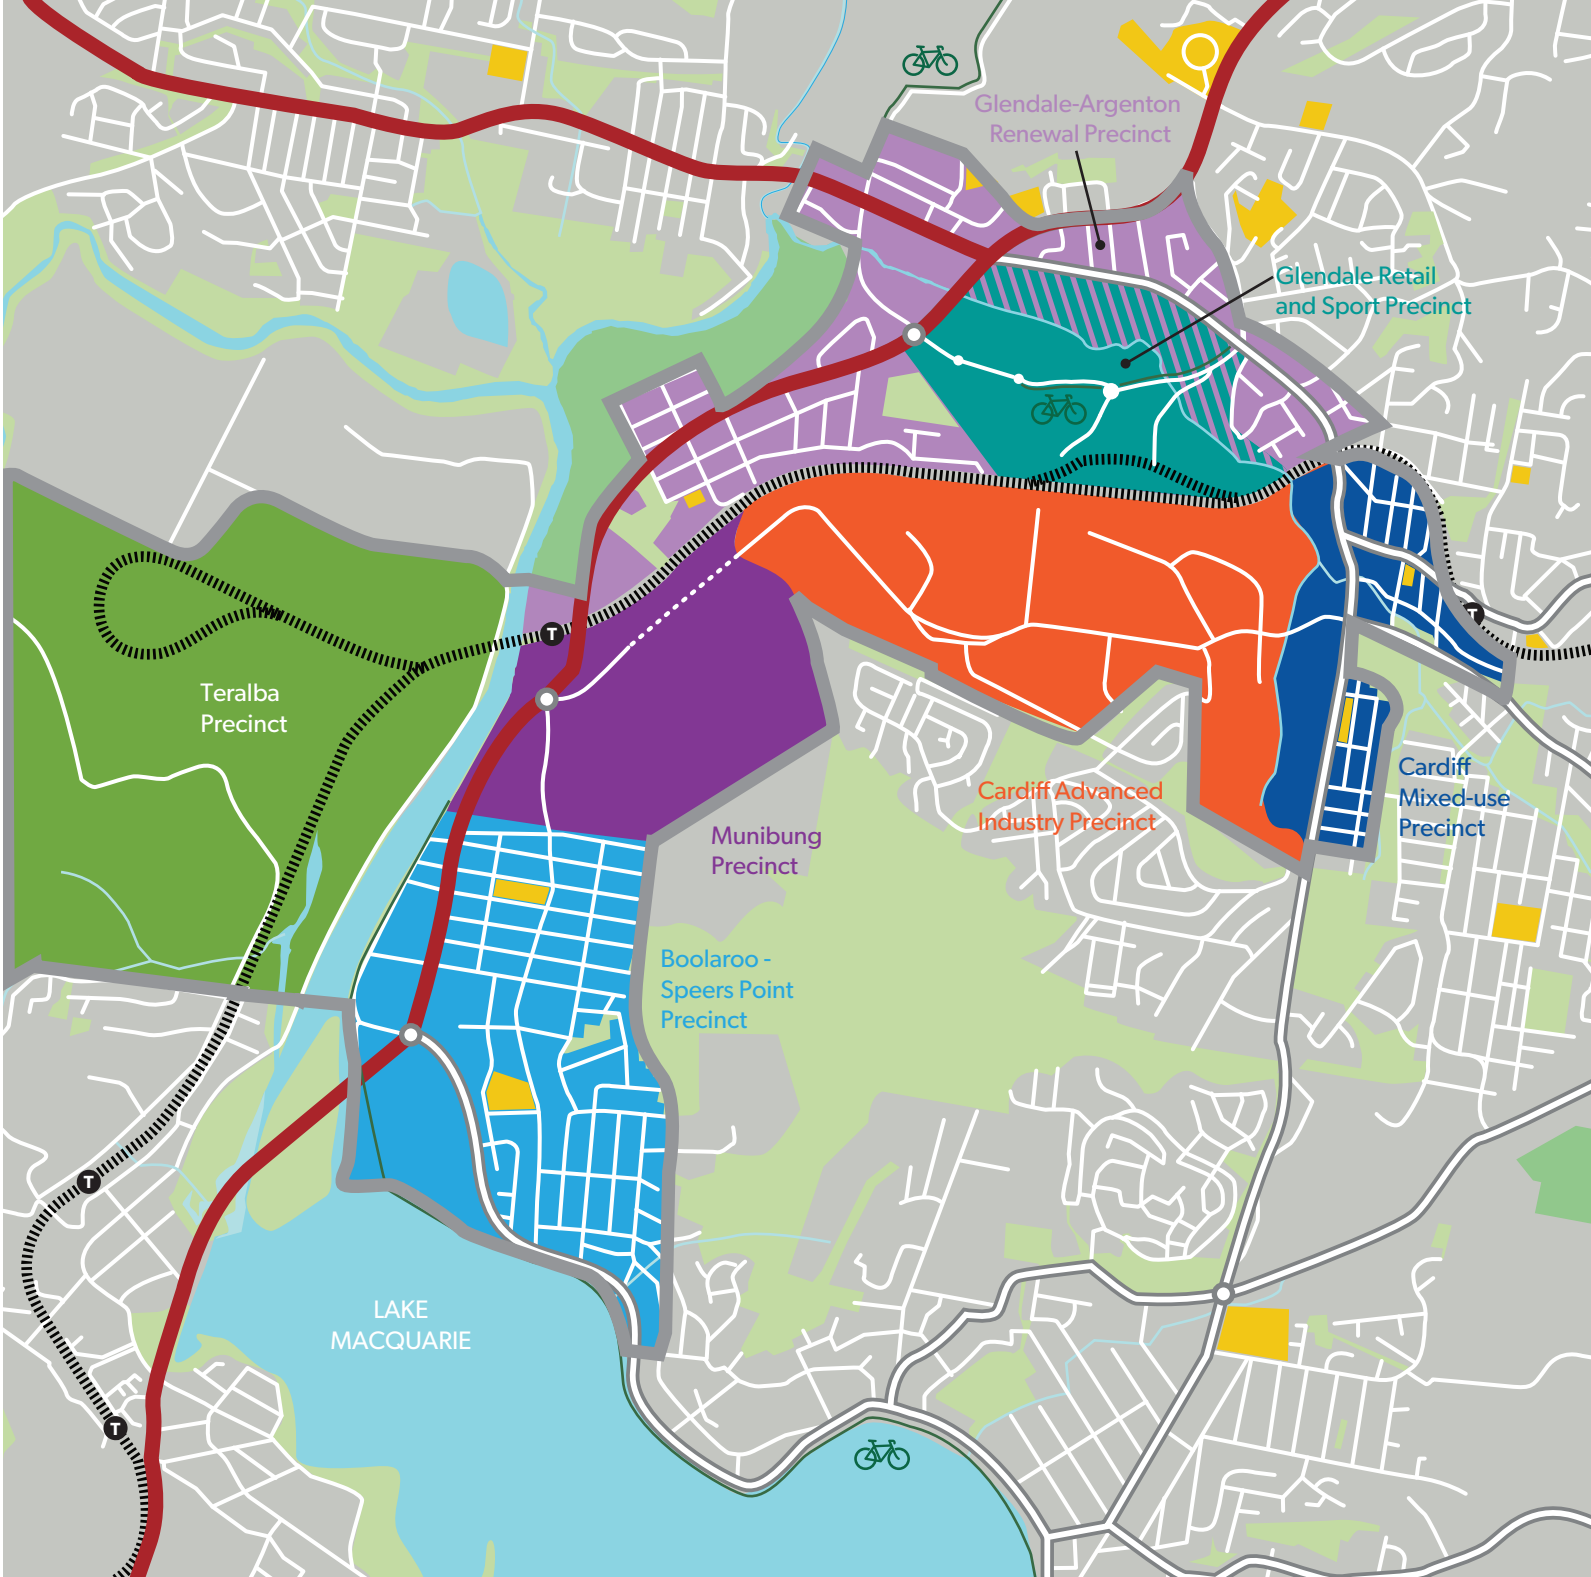 Glendale-Argenton
Renewal Precinct
Glendale Retail
and Sport Precinct
T
T
Teralba
Precinct
Cardiff
Mixed-use
Precinct
Cardiff Advanced
Industry Precinct
Munibung
Precinct
Boolaroo -
Speers Point
Precinct
T
LAKE
MACQUARIE
T